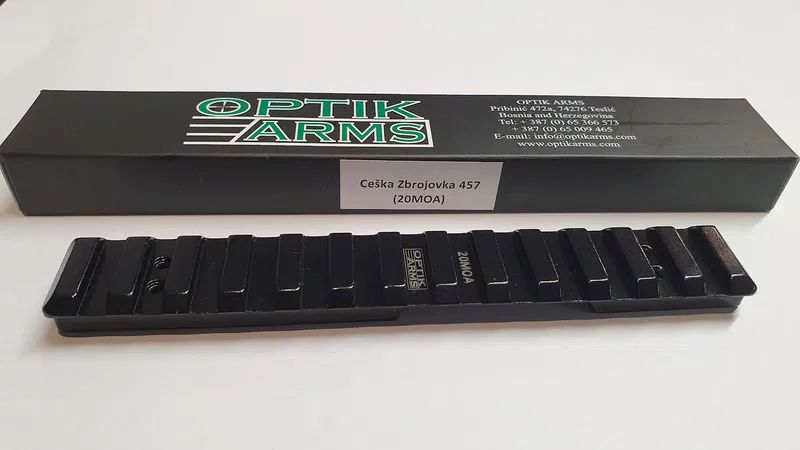 OPTIK
ARMS
OPTIK ARMS
Pribinić 472a, 74276 Teslić
Bosnia and Herzegovina
Tel: + 387 (0) 65 366 573
+ 387 (0) 65 009 465
E-mail: info@optikarms.com
www.optikarms.com
Ceška Zbrojovka 457
(20MOA)
OPTIK
ARMS
20MOA